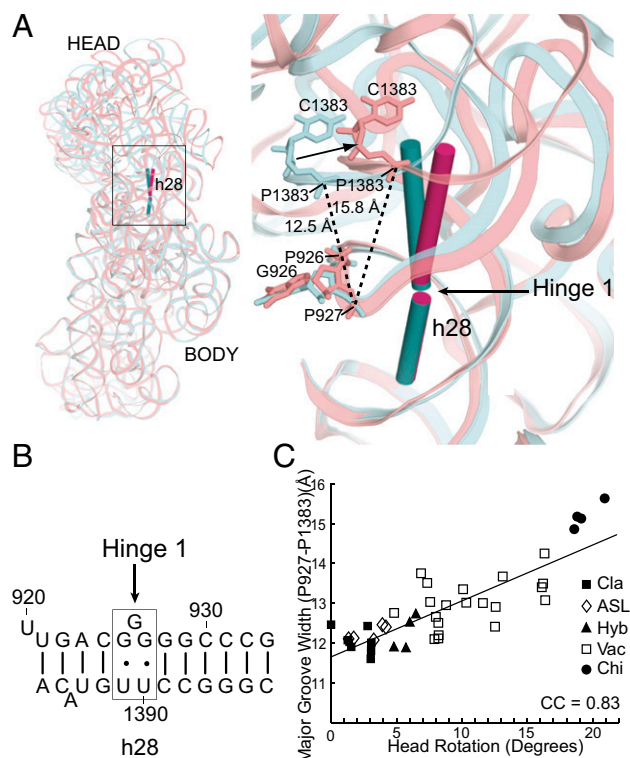 A
HEAD
h28
BODY
C1383
C1383
P1383
P1383
15.8 Å
12.5 Å
P926
G926
P927
Hinge 1
h28
B
Hinge 1
920
930
G
U
UGACGGGGCCCG
ACAUGUUCCGGGC
1390
h28
C
Major Groove Width (P927-P1383)(Å)
16
15
14
13
12
11
0
5
10
15
20
Head Rotation (Degrees)
CC = 0.83
Cla
ASL
Hyb
Vac
Chi